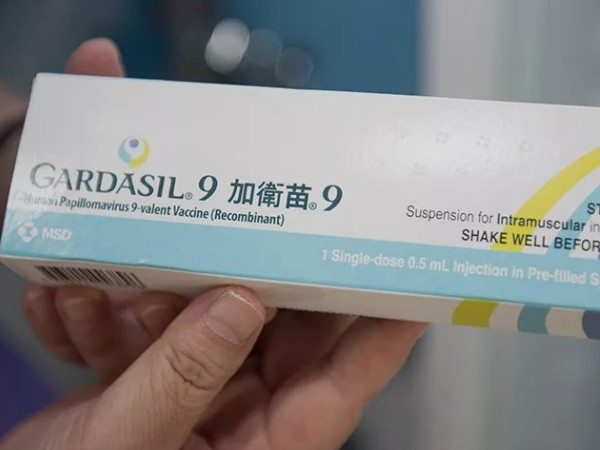 GARDASIL® 9 加衛苗® 9
Human Papillomavirus 9-valent Vaccine (Recombinant)
MSD
Suspension for Intramuscular
SHAKE WELL
1 Single-dose 0.5 mL Injection in Pre-filled